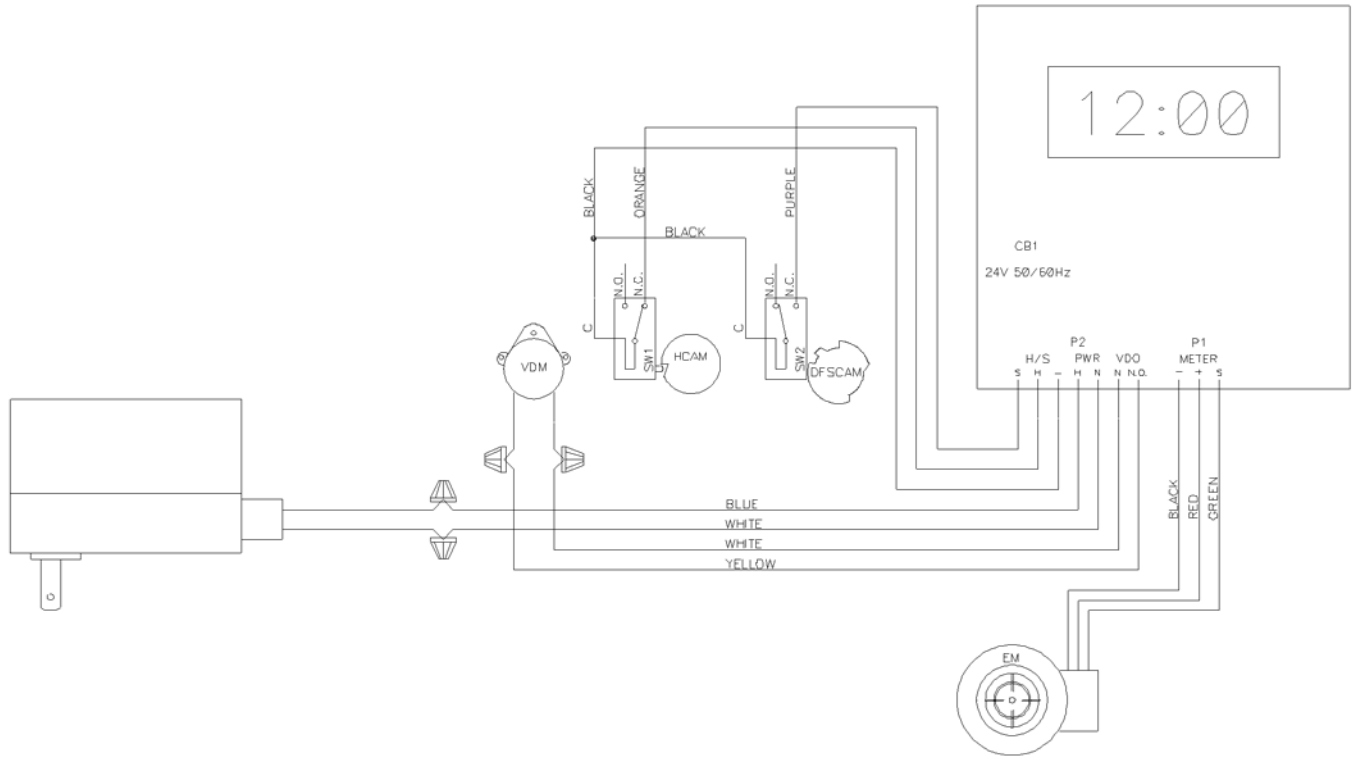 12:00
CB1
24V 50/60Hz
P2
P1
H/S
PWR
VDO
METER
S H – H N N N.O. – + S
BLACK
ORANGE
PURPLE
BLACK
N.O.
N.C.
N.O.
N.C.
C
SW1
HCAM
C
SW2
DFSCAM
VDM
BLUE
WHITE
WHITE
YELLOW
BLACK
RED
GREEN
EM